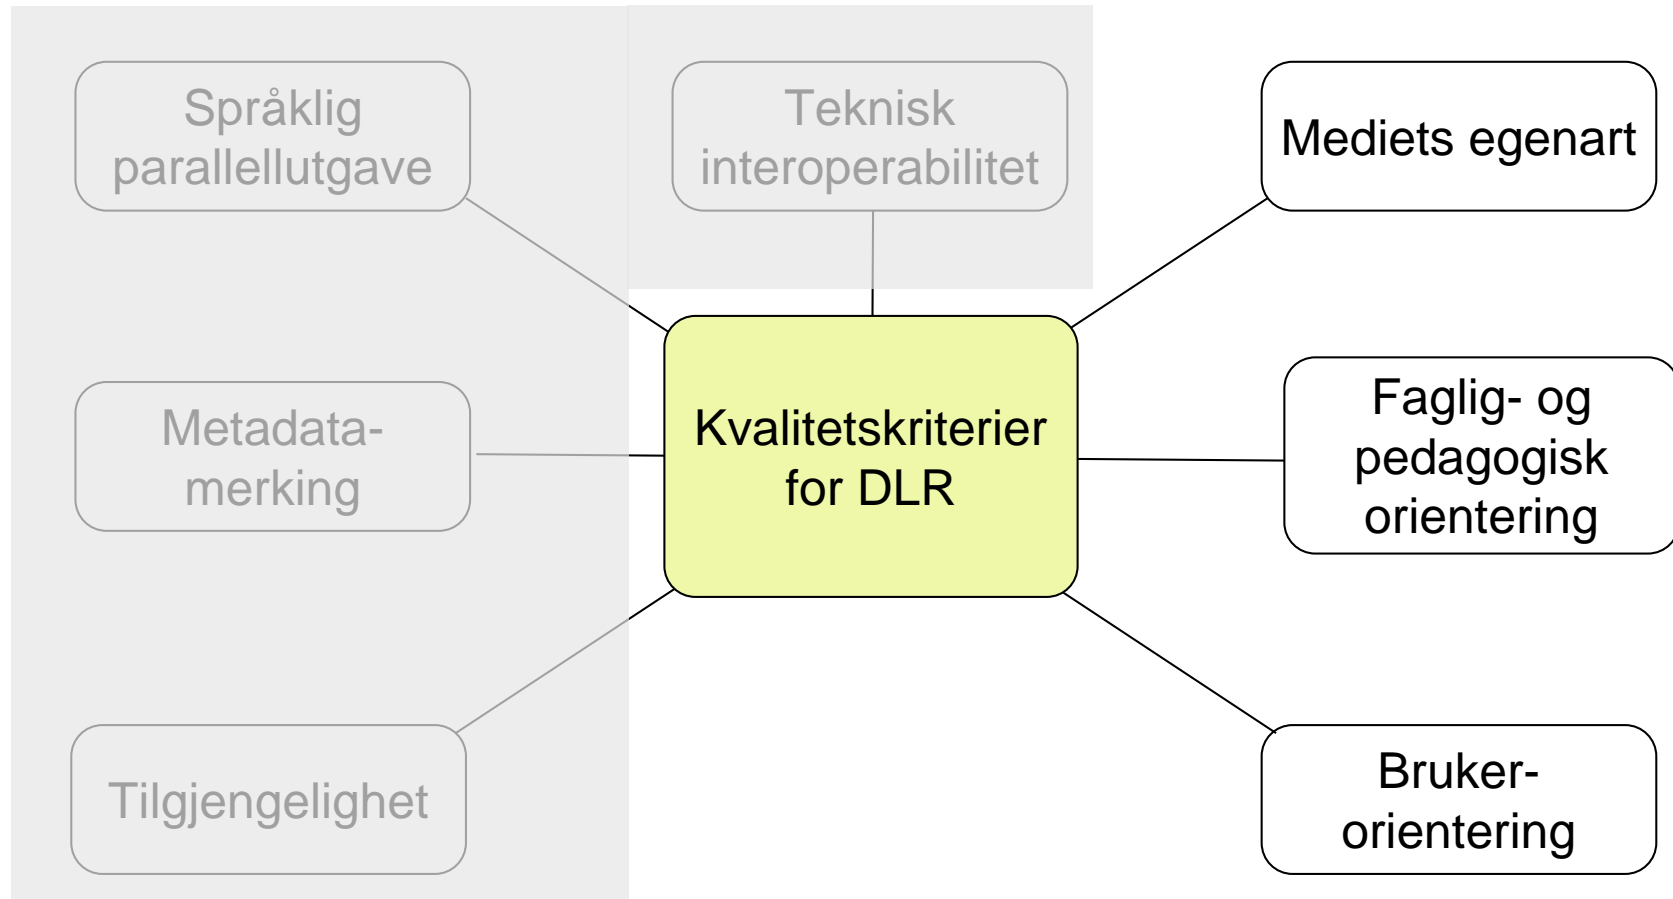 Språklig
parallellutgave
Teknisk
interoperabilitet
Mediets egenart
Metadata-
merking
Kvalitetskriterier
for DLR
Faglig- og
pedagogisk
orientering
Tilgjengelighet
Bruker-
orientering